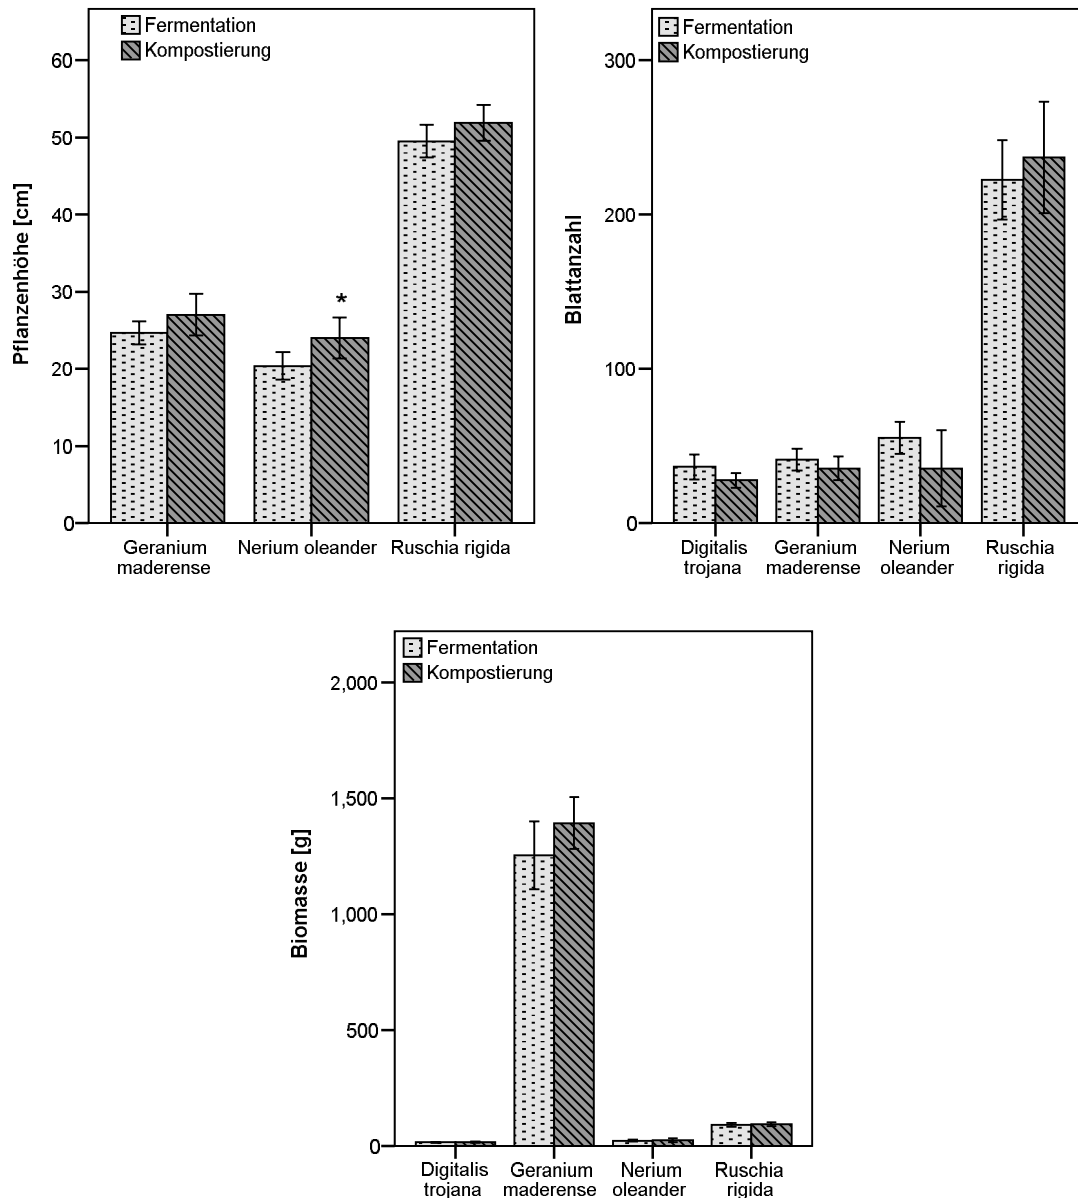 Fermentation
Kompostierung
60
50
40
30
20
10
0
Pflanzenhöhe [cm]
*
Geranium
maderense
Nerium oleander
Ruschia rigida
Fermentation
Kompostierung
300
200
100
0
Blattanzahl
Digitalis
trojana
Geranium
maderense
Nerium
oleander
Ruschia
rigida
Fermentation
Kompostierung
2,000
1,500
1,000
500
0
Biomasse [g]
Digitalis
trojana
Geranium
maderense
Nerium
oleander
Ruschia
rigida